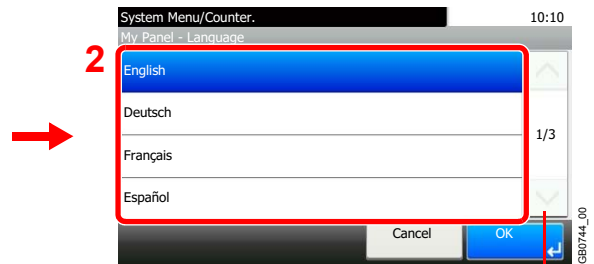 System Menu/Counter.
10:10
My Panel - Language
2
English
Deutsch
1/3
Français
Español
Cancel
OK
GB0744_00